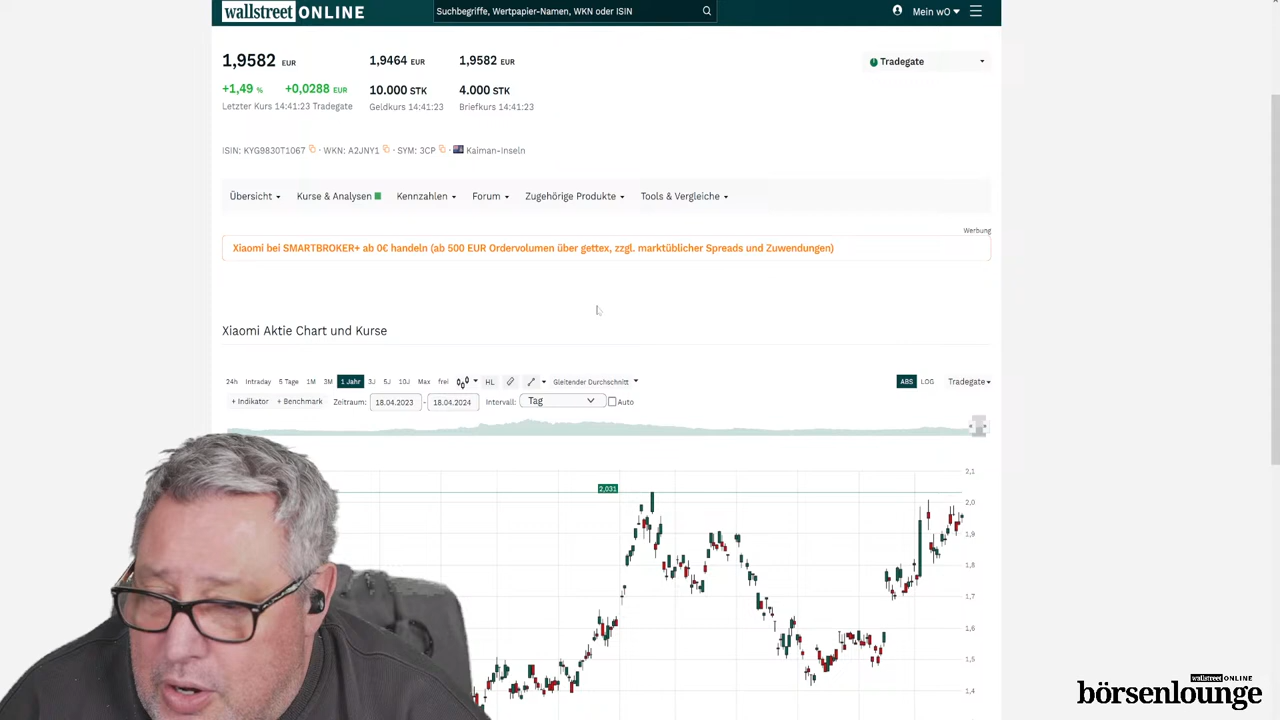 wallstreet ONLINE
Suchbegriffe, Wertpapier-Namen, WKN oder ISIN
Mein wO
1,9582 EUR
1,9464 EUR
1,9582 EUR
Tradegate
+1,49 % +0,0288 EUR
10.000 STK
4.000 STK
Letzter Kurs 14:41:23 Tradegate
Geldkurs 14:41:23
Briefkurs 14:41:23
ISIN: KYG9830T1067 · WKN: A2JNY1 · SYM: 3CP · Kaiman-Inseln
Übersicht Kurse & Analysen Kennzahlen Forum Zugehörige Produkte Tools & Vergleiche
Werbung
Xiaomi bei SMARTBROKER+ ab 0€ handeln (ab 500 EUR Ordervolumen über gettex, zzgl. marktüblicher Spreads und Zuwendungen)
Xiaomi Aktie Chart und Kurse
24h Intraday 5 Tage 1M 3M 1 Jahr 3J 5J 10J Max frei HL Gleitender Durchschnitt ABS LOG Tradegate
+ Indikator + Benchmark Zeitraum: 18.04.2023 - 18.04.2024 Intervall: Tag Auto
2,1
2,031
2,0
1,9
1,8
1,7
1,6
1,5
1,4
wallstreet ONLINE
börsenlounge